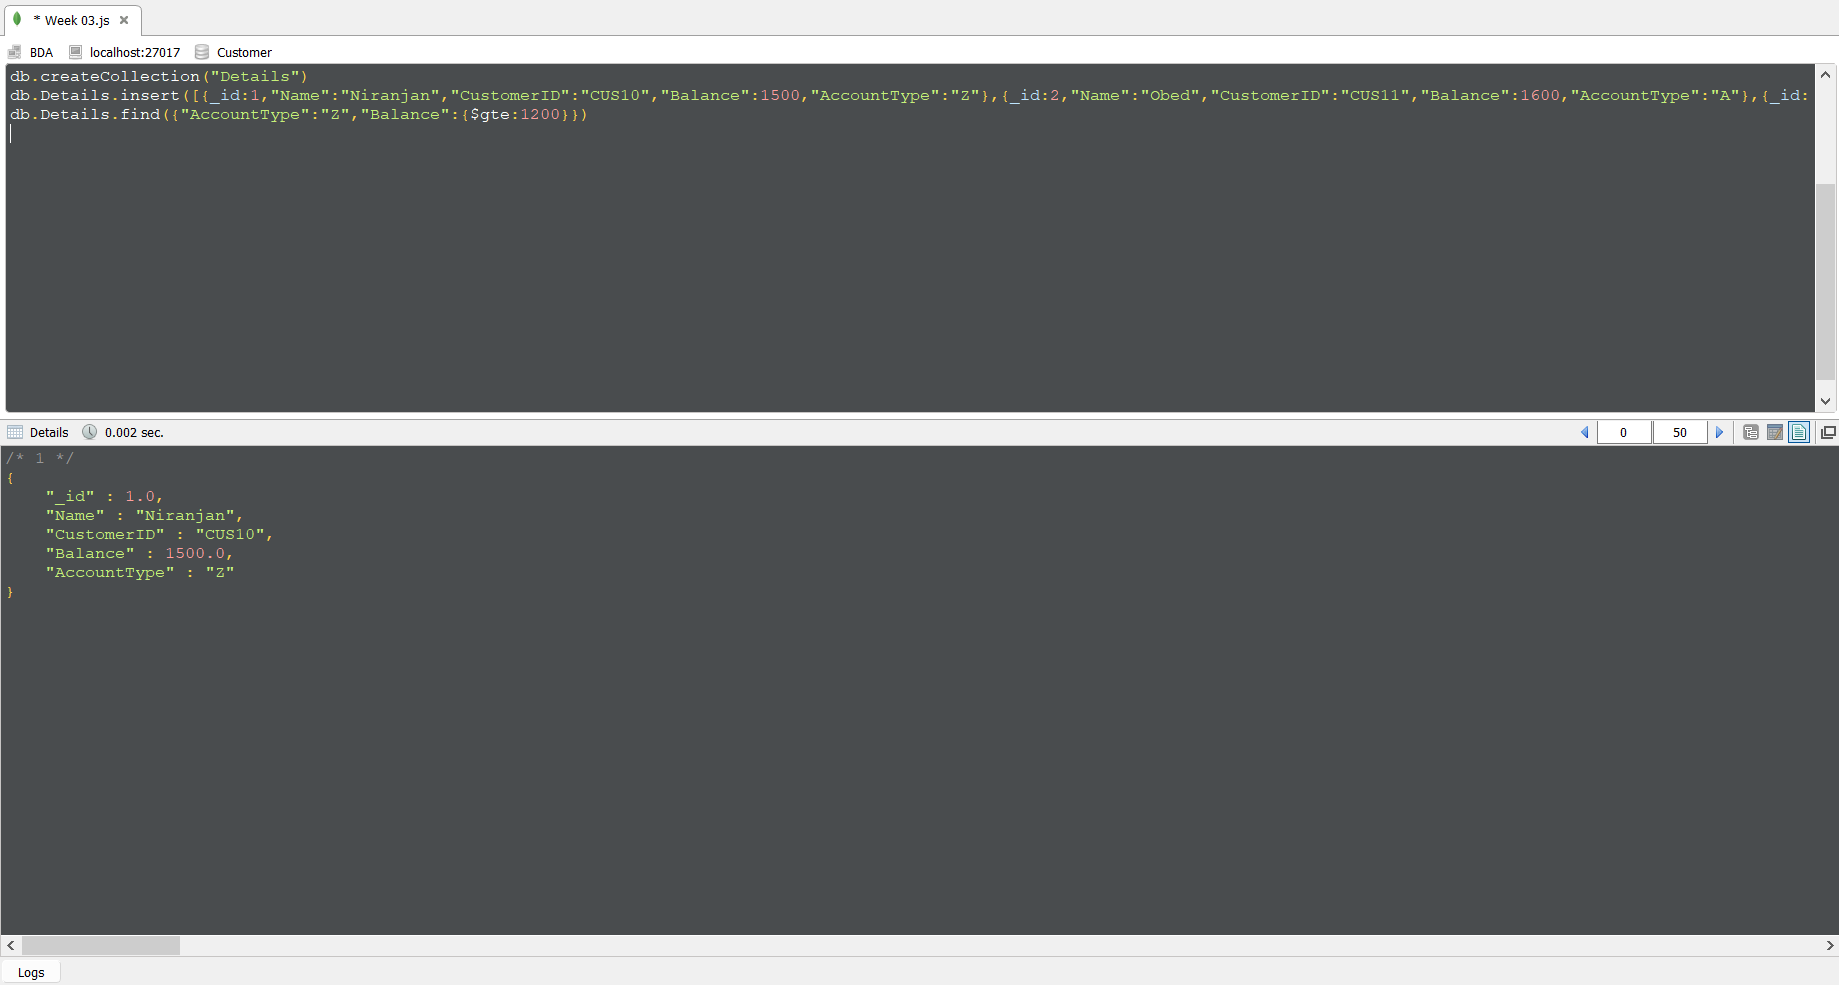 * Week 03.js
BDA localhost:27017 Customer
db.createCollection("Details")
db.Details.insert([{_id:1,"Name":"Niranjan","CustomerID":"CUS10","Balance":1500,"AccountType":"Z"},{_id:2,"Name":"Obed","CustomerID":"CUS11","Balance":1600,"AccountType":"A"},{_id:
db.Details.find({"AccountType":"Z","Balance":{$gte:1200}})
Details 0.002 sec. 0 50
/* 1 */
{
    "_id" : 1.0,
    "Name" : "Niranjan",
    "CustomerID" : "CUS10",
    "Balance" : 1500.0,
    "AccountType" : "Z"
}
Logs